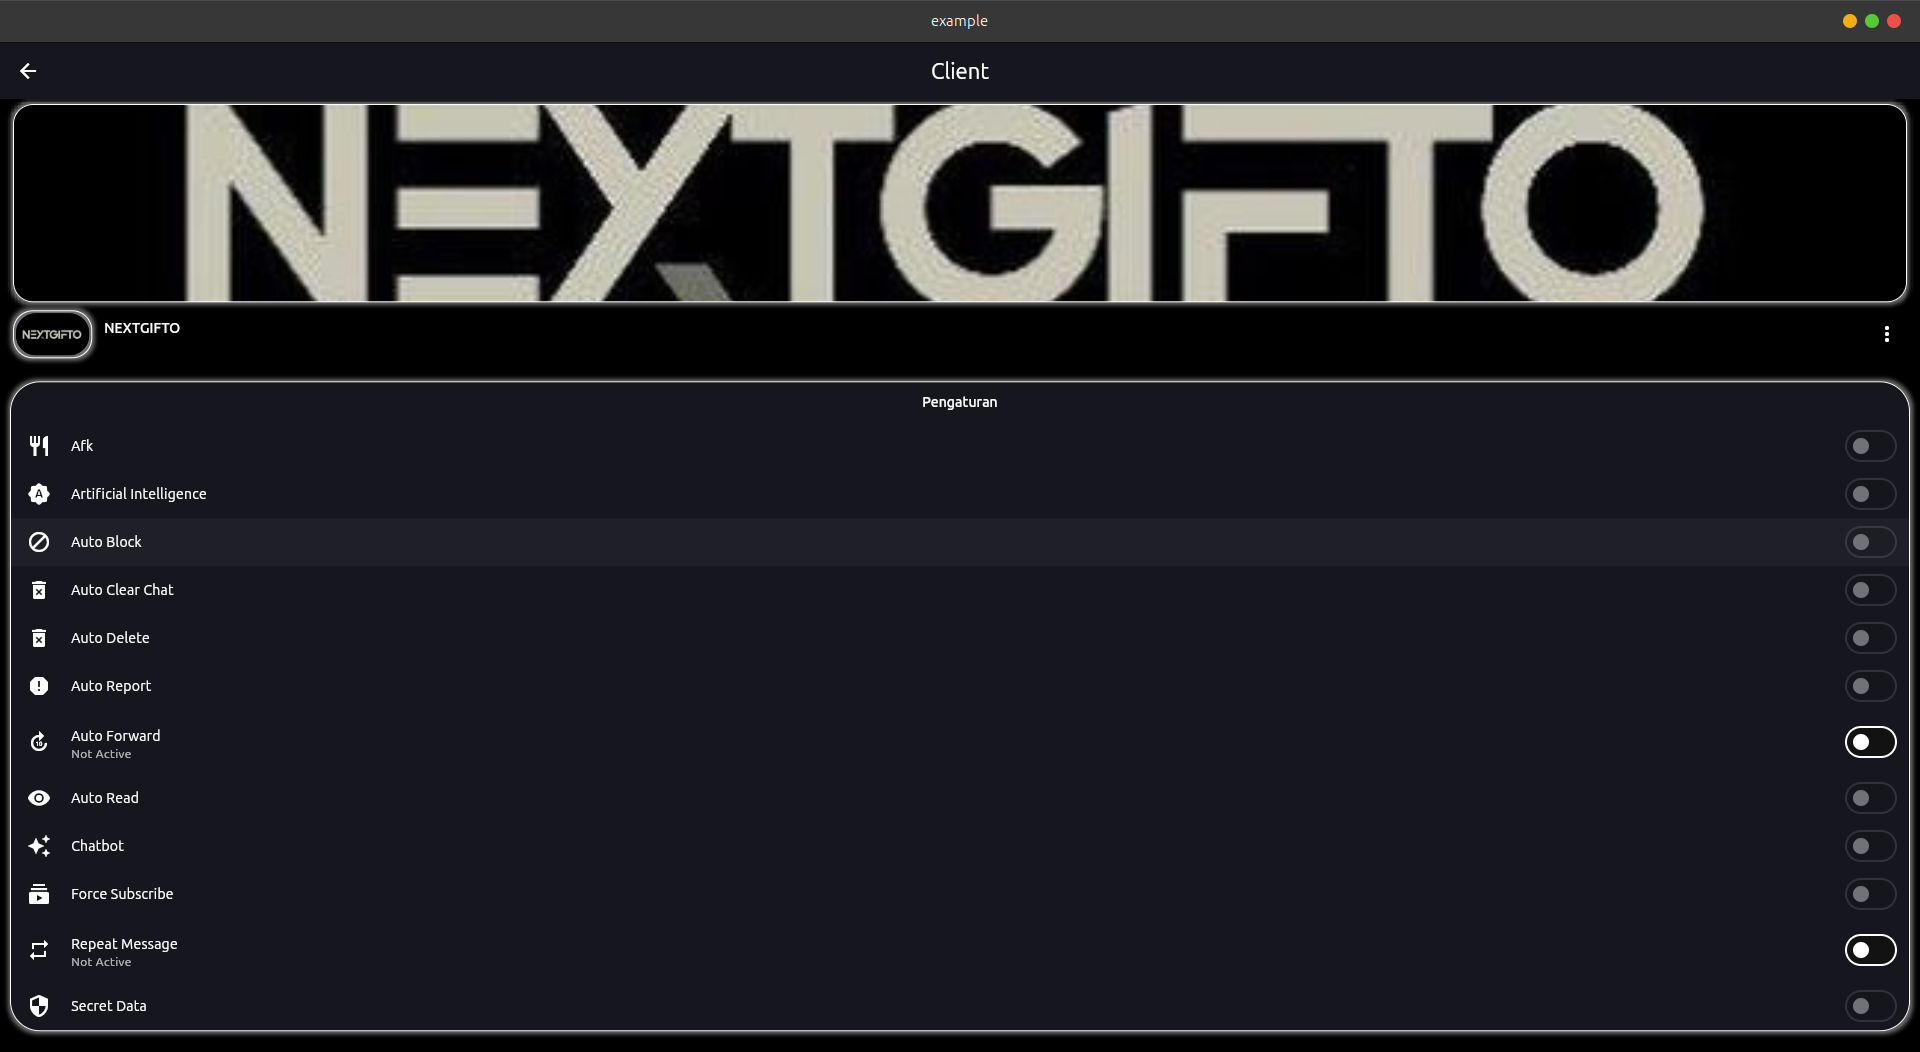 example
Client
NEXTGIFTO
NEXTGIFTO
NEXTGIFTO
Pengaturan
Afk
A
Artificial Intelligence
Auto Block
Auto Clear Chat
Auto Delete
Auto Report
Auto Forward
10
Not Active
Auto Read
Chatbot
Force Subscribe
Repeat Message
Not Active
Secret Data